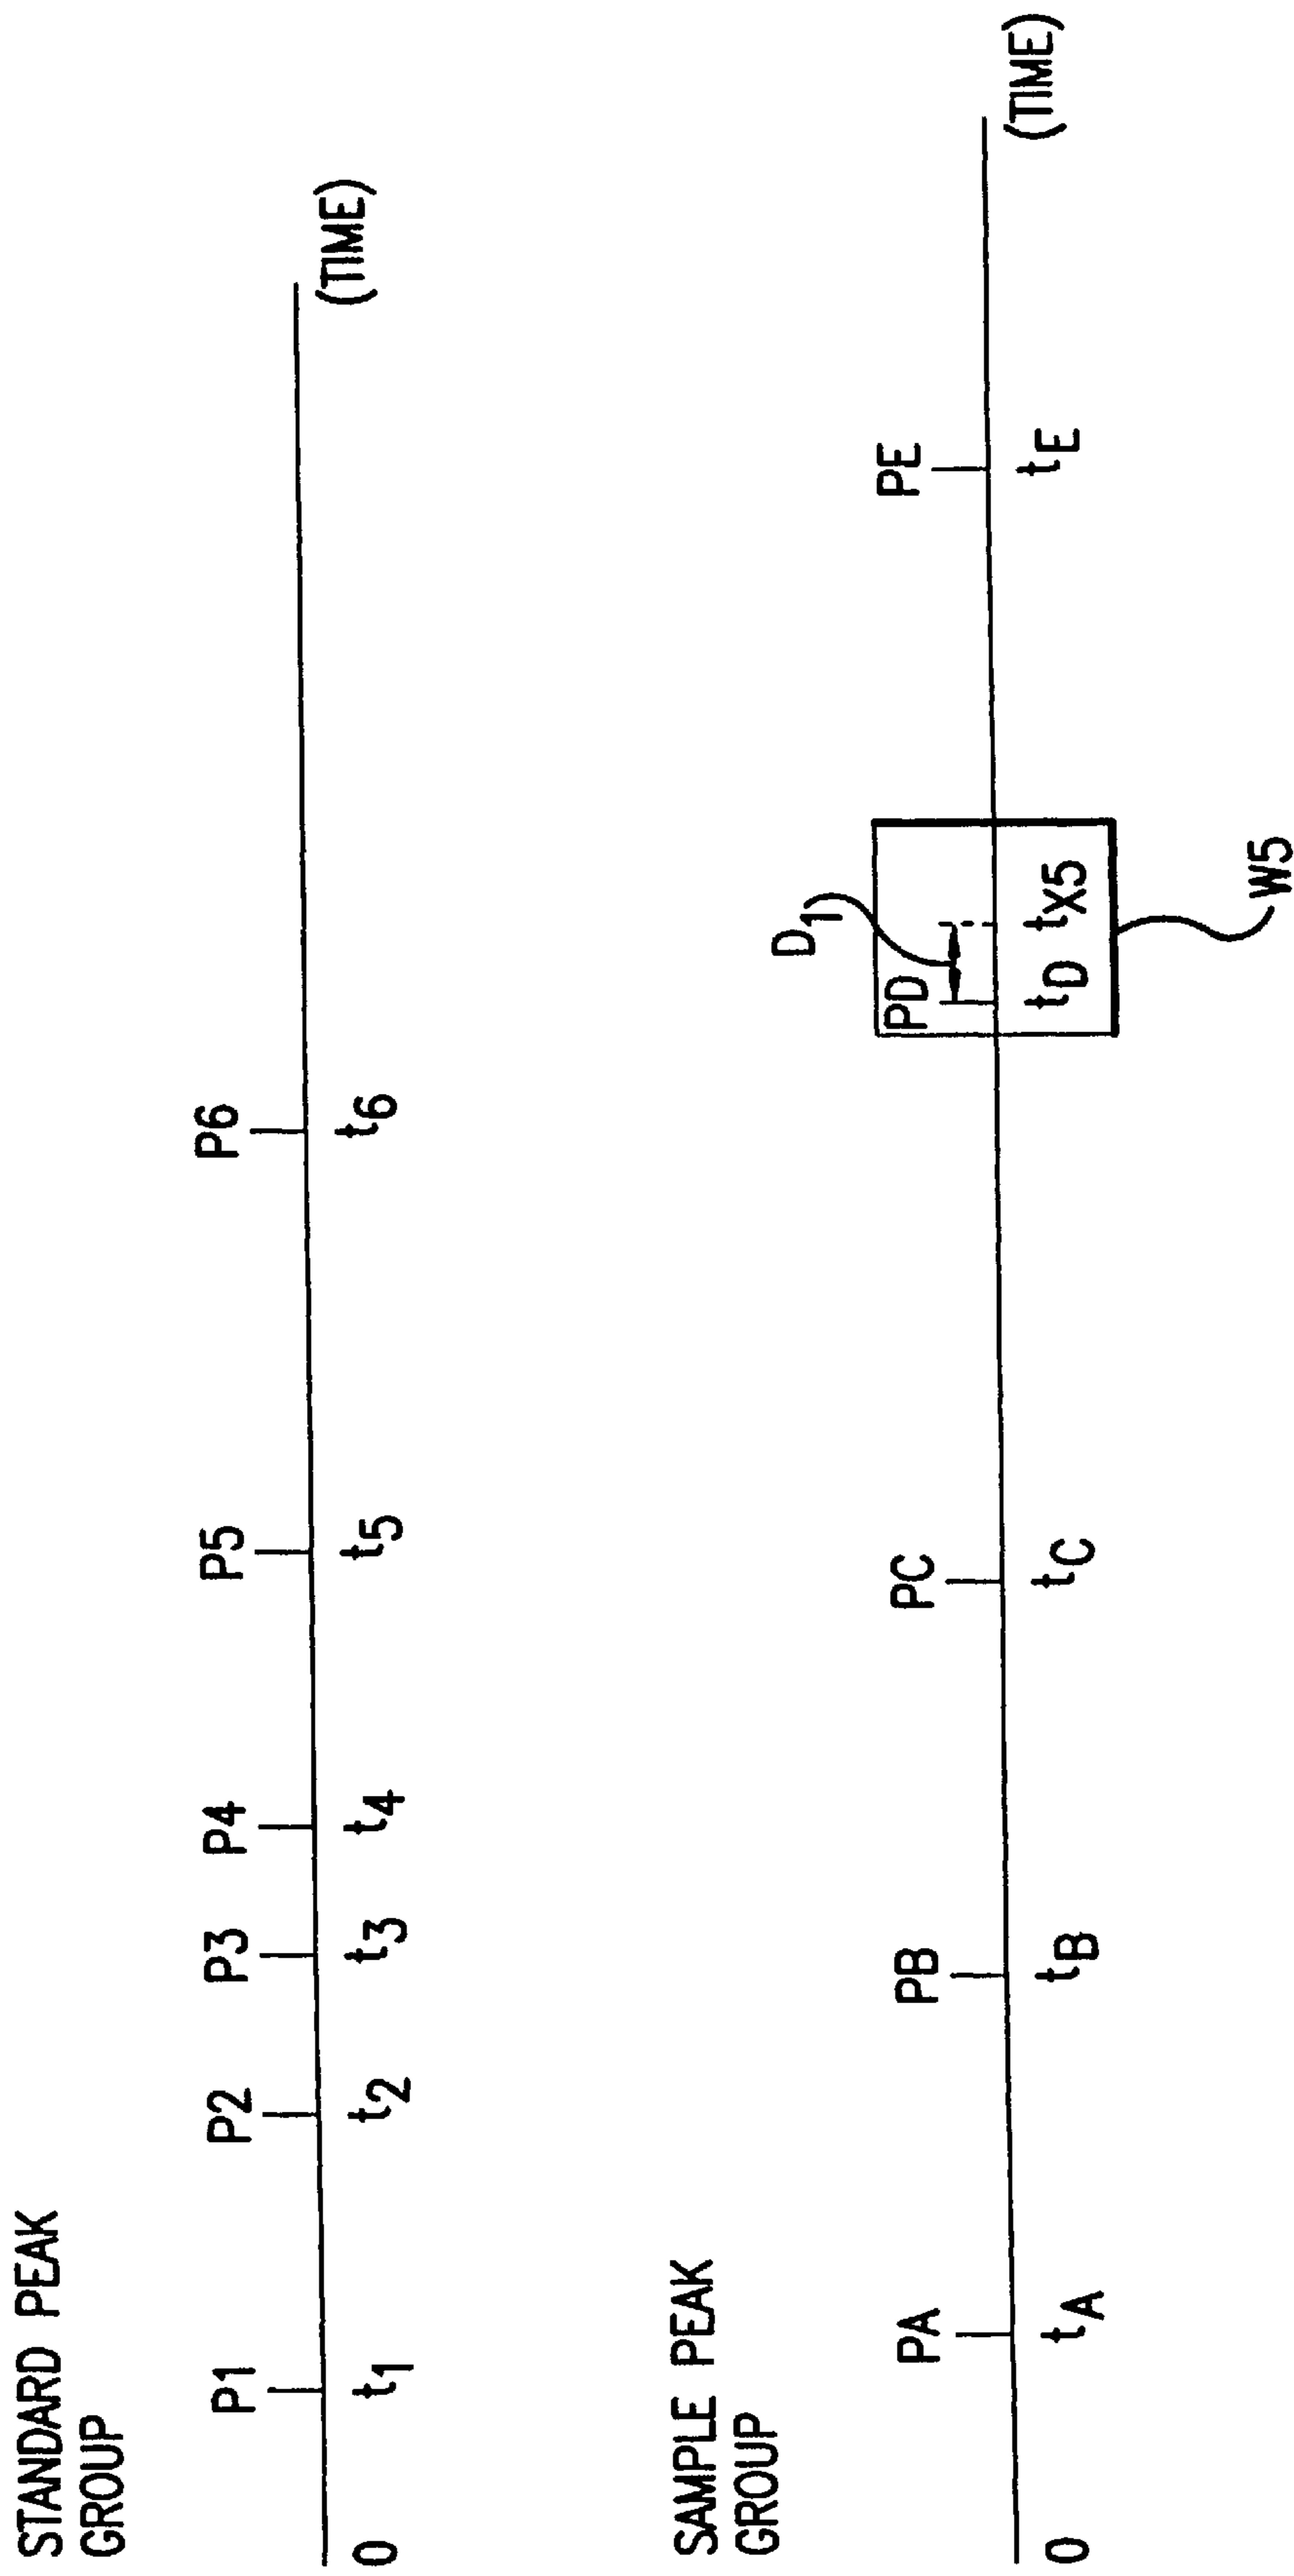 STANDARD PEAK
GROUP
P1 P2 P3 P4 P5 P6
0 t1 t2 t3 t4 t5 t6 (TIME)
SAMPLE PEAK
GROUP
D1
PA PB PC PD PE
0 tA tB tC tD tX5 tE (TIME)
W5